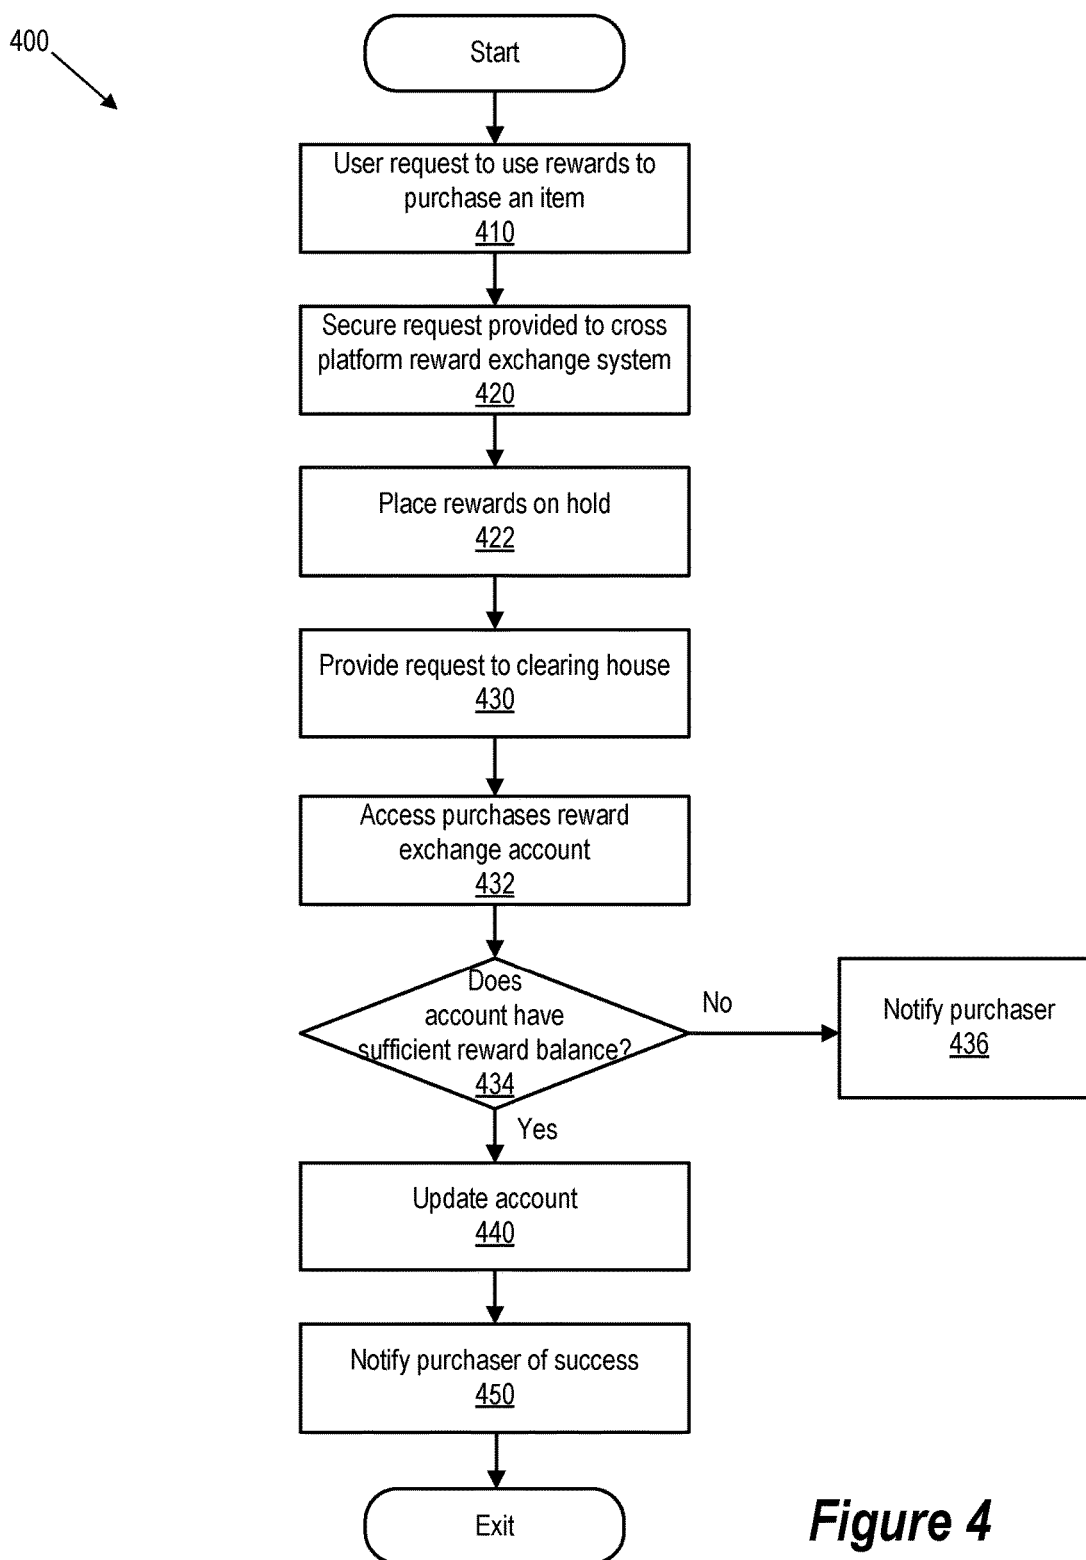 400
Start
User request to use rewards to
purchase an item
410
Secure request provided to cross
platform reward exchange system
420
Place rewards on hold
422
Provide request to clearing house
430
Access purchases reward
exchange account
432
Does
account have
sufficient reward balance?
434
No
Notify purchaser
436
Yes
Update account
440
Notify purchaser of success
450
Exit
Figure 4